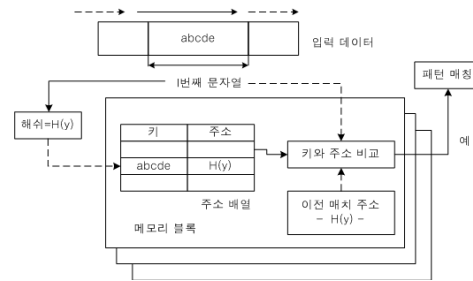 abcde
입력 데이터
I번째 문자열
패턴 매칭
해쉬=H(y)
예
키 주소
abcde H(y)
키와 주소 비교
주소 배열
이전 매치 주소
- H(y) -
메모리 블록